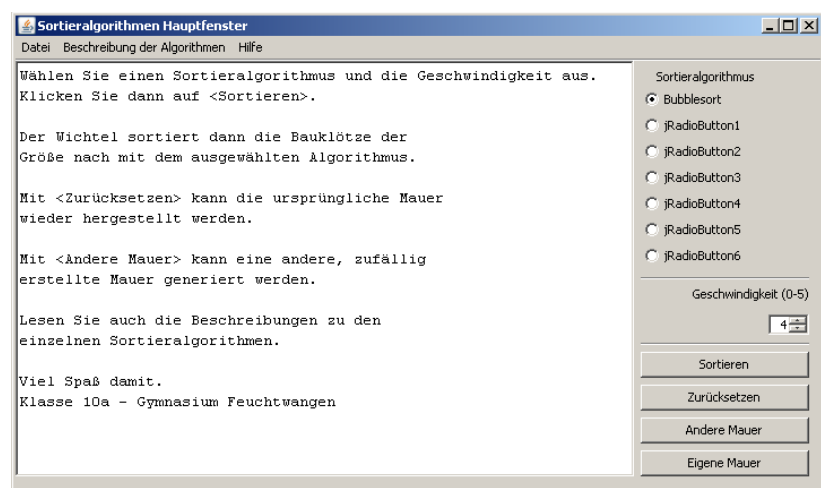 Sortieralgorithmen Hauptfenster
Datei Beschreibung der Algorithmen Hilfe
Wählen Sie einen Sortieralgorithmus und die Geschwindigkeit aus.
Klicken Sie dann auf <Sortieren>.
Der Wichtel sortiert dann die Bauklötze der
Größe nach mit dem ausgewählten Algorithmus.
Mit <Zurücksetzen> kann die ursprüngliche Mauer
wieder hergestellt werden.
Mit <Andere Mauer> kann eine andere, zufällig
erstellte Mauer generiert werden.
Lesen Sie auch die Beschreibungen zu den
einzelnen Sortieralgorithmen.
Viel Spaß damit.
Klasse 10a - Gymnasium Feuchtwangen
Sortieralgorithmus
Bubblesort
jRadioButton1
jRadioButton2
jRadioButton3
jRadioButton4
jRadioButton5
jRadioButton6
Geschwindigkeit (0-5)
4
Sortieren
Zurücksetzen
Andere Mauer
Eigene Mauer